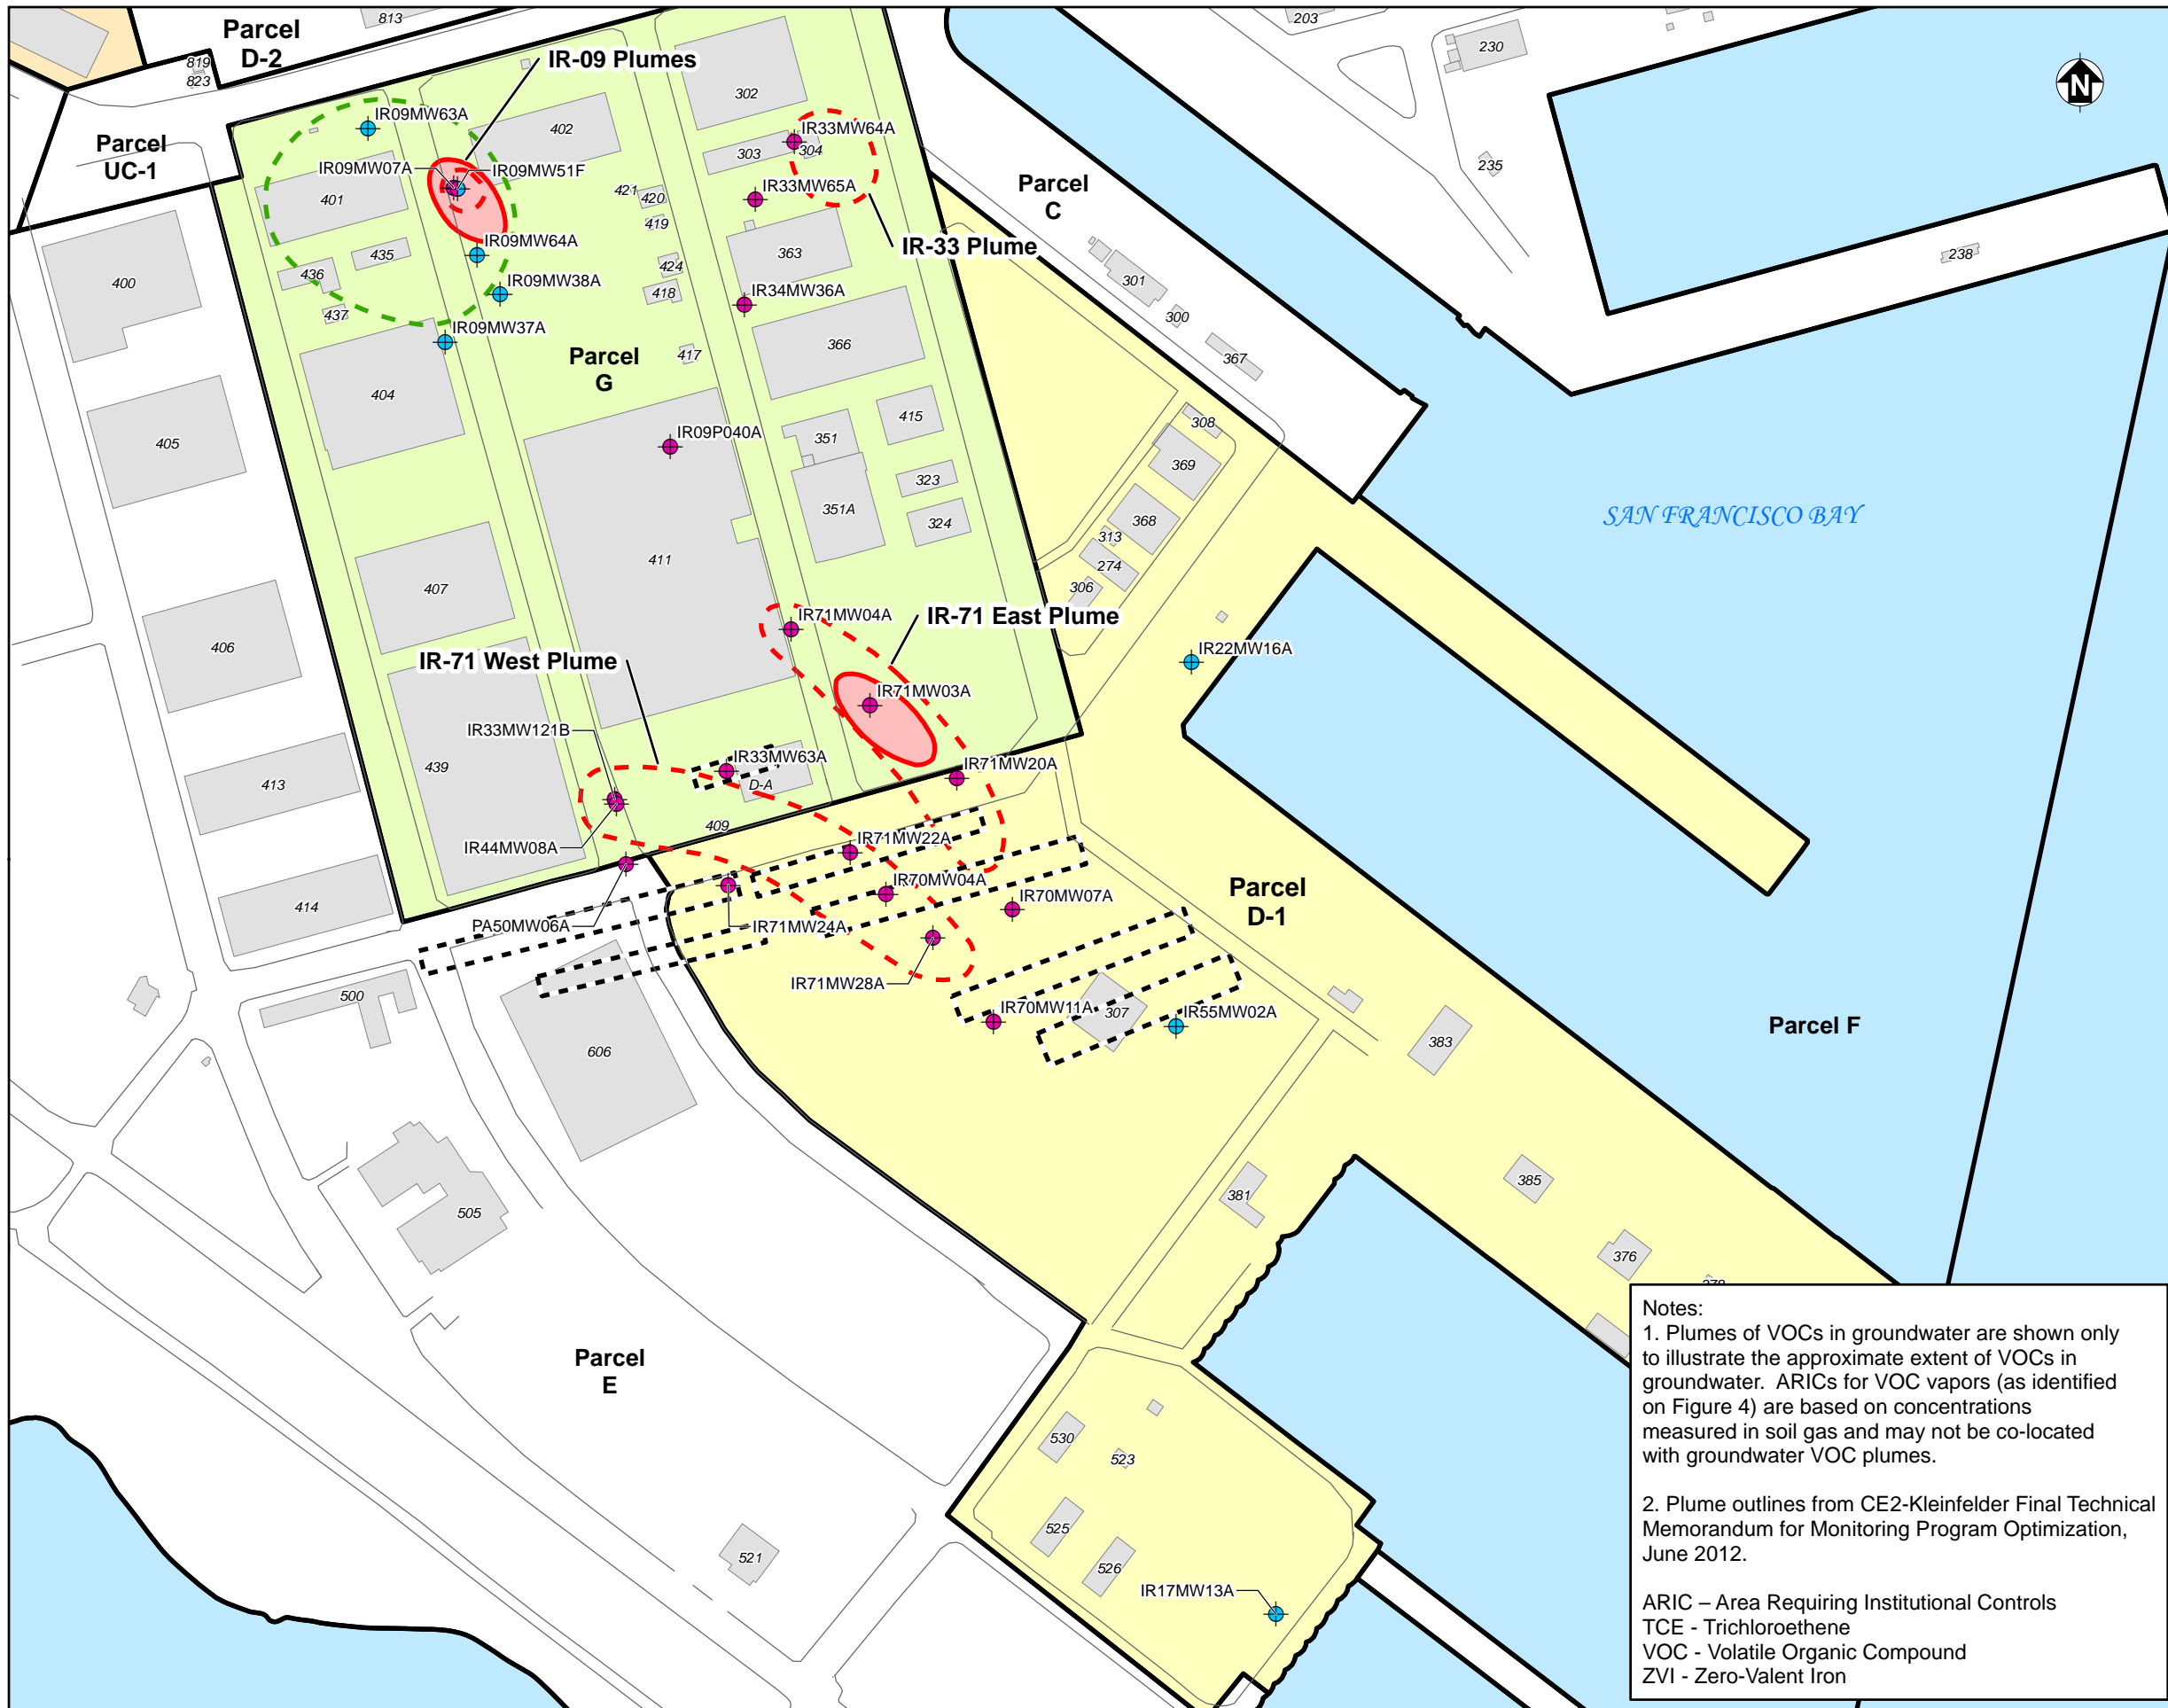 813
203
Parcel
D-2
IR-09 Plumes
230
N
819
823
302
402
IR09MW63A
IR33MW64A
Parcel
UC-1
303
304
235
IR09MW07A
IR09MW51F
401
421
420
IR33MW65A
Parcel
C
419
IR09MW64A
IR-33 Plume
435
363
238
436
424
400
301
IR09MW38A
418
IR34MW36A
300
437
IR09MW37A
366
Parcel
G
417
367
404
415
308
405
IR09P040A
351
369
323
351A
324
368
SAN FRANCISCO BAY
313
411
274
407
306
IR71MW04A
IR-71 East Plume
406
IR-71 West Plume
IR22MW16A
IR71MW03A
IR33MW121B
439
IR33MW63A
IR71MW20A
413
D-A
409
IR44MW08A
IR71MW22A
IR70MW04A
Parcel
D-1
414
IR70MW07A
PA50MW06A
IR71MW24A
IR71MW28A
500
IR70MW11A
307
IR55MW02A
Parcel F
606
383
385
381
505
376
Parcel
E
530
523
525
521
526
IR17MW13A
Notes:
1. Plumes of VOCs in groundwater are shown only
to illustrate the approximate extent of VOCs in
groundwater.  ARICs for VOC vapors (as identified
on Figure 4) are based on concentrations
measured in soil gas and may not be co-located
with groundwater VOC plumes.
2. Plume outlines from CE2-Kleinfelder Final Technical
Memorandum for Monitoring Program Optimization,
June 2012.
ARIC – Area Requiring Institutional Controls
TCE - Trichloroethene
VOC - Volatile Organic Compound
ZVI - Zero-Valent Iron